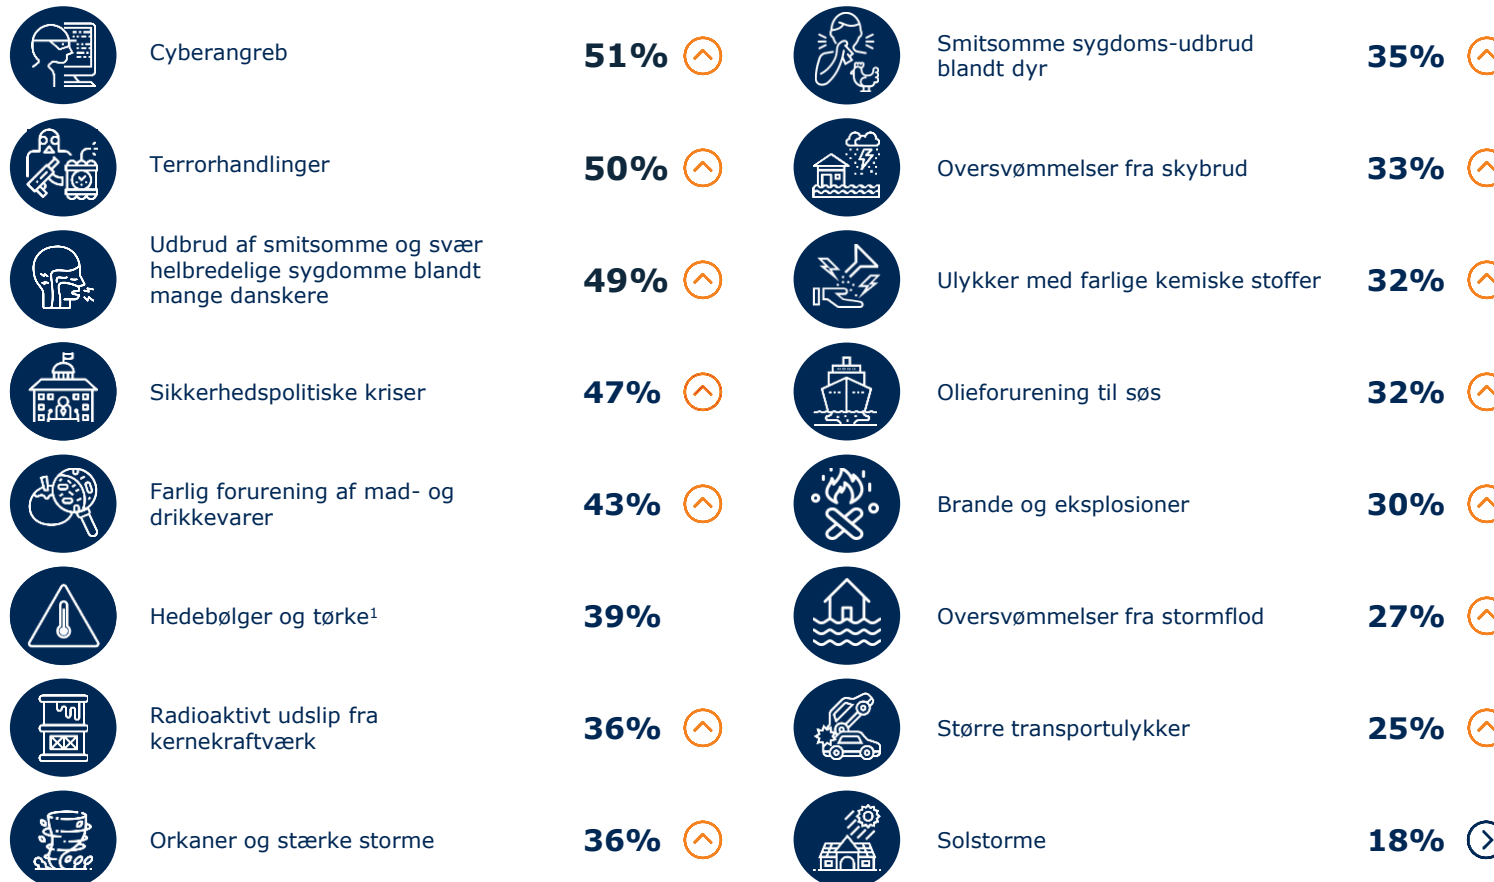 Cyberangreb
51%
Terrorhandlinger
50%
Udbrud af smitsomme og svær
helbredelige sygdomme blandt
mange danskere
49%
Sikkerhedspolitiske kriser
47%
Farlig forurening af mad- og
drikkevarer
43%
Hedebølger og tørke¹
39%
Radioaktivt udslip fra
kernekraftværk
36%
Orkaner og stærke storme
36%
Smitsomme sygdoms-udbrud
blandt dyr
35%
Oversvømmelser fra skybrud
33%
Ulykker med farlige kemiske stoffer
32%
Olieforurening til søs
32%
Brande og eksplosioner
30%
Oversvømmelser fra stormflod
27%
Større transportulykker
25%
Solstorme
18%